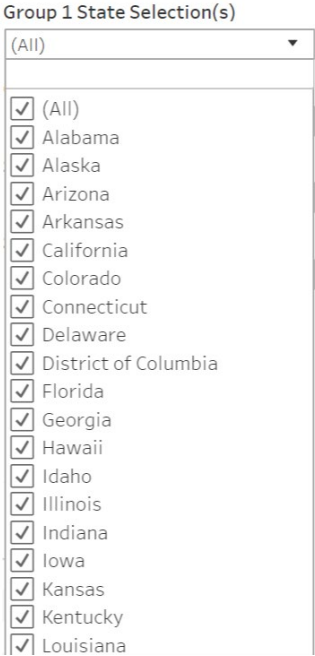 Group 1 State Selection(s)
(All)
(All)
Alabama
Alaska
Arizona
Arkansas
California
Colorado
Connecticut
Delaware
District of Columbia
Florida
Georgia
Hawaii
Idaho
Illinois
Indiana
Iowa
Kansas
Kentucky
Louisiana